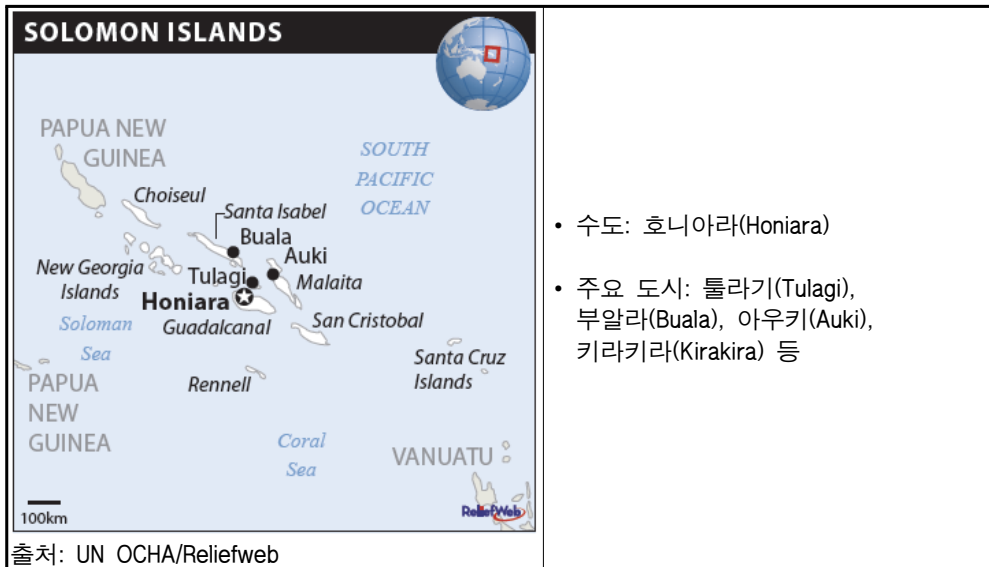 SOLOMON ISLANDS
PAPUA NEW
GUINEA
SOUTH
PACIFIC
OCEAN
Choiseul
Santa Isabel
Buala
Auki
New Georgia
Islands
Tulagi
Malaita
Honiara
Guadalcanal
San Cristobal
Soloman
Sea
Santa Cruz
Islands
Rennell
PAPUA
NEW
GUINEA
Coral
Sea
VANUATU
100km
ReliefWeb
출처: UN OCHA/Reliefweb
• 수도: 호니아라(Honiara)
• 주요 도시: 툴라기(Tulagi),
부알라(Buala), 아우키(Auki),
키라키라(Kirakira) 등